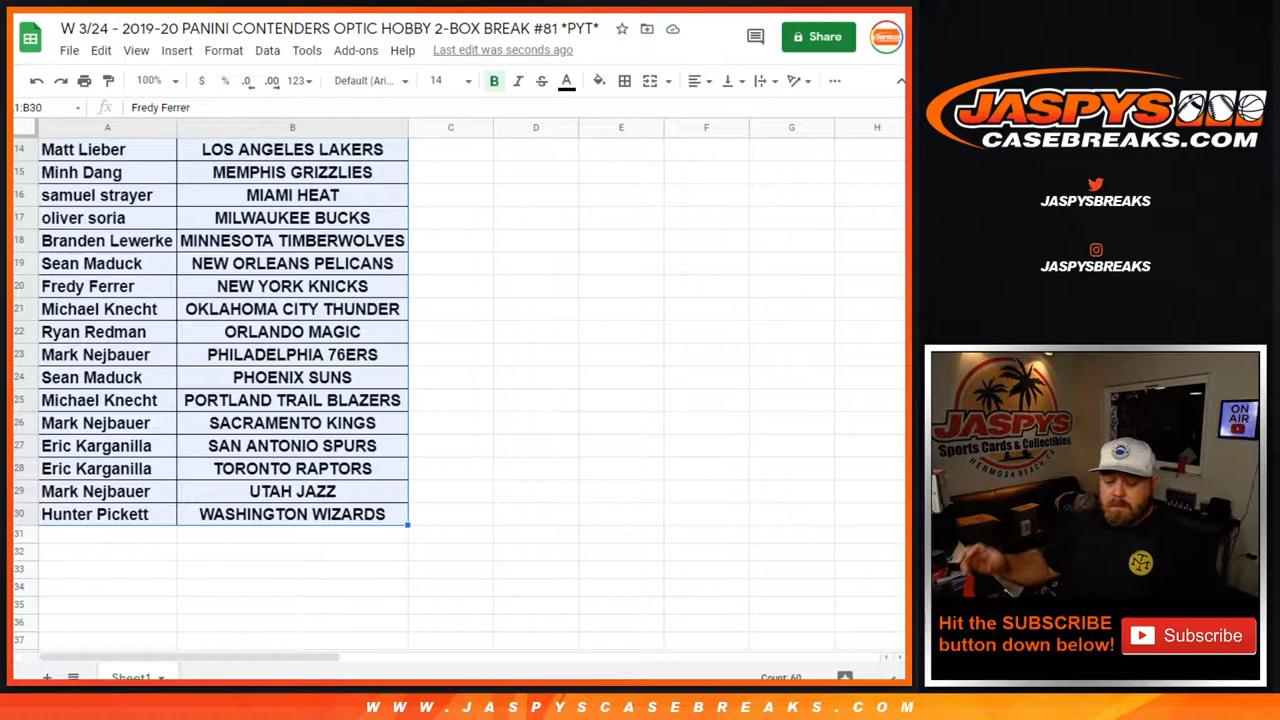 W 3/24 - 2019-20 PANINI CONTENDERS OPTIC HOBBY 2-BOX BREAK #81 *PYT*
File Edit View Insert Format Data Tools Add-ons Help Last edit was seconds ago
Share
100% $ % .0 .00 123 Default (Ari... 14 B I S A
1:B30 fx Fredy Ferrer
A B C D E F G H
14 Matt Lieber LOS ANGELES LAKERS
15 Minh Dang MEMPHIS GRIZZLIES
16 samuel strayer MIAMI HEAT
17 oliver soria MILWAUKEE BUCKS
18 Branden Lewerke MINNESOTA TIMBERWOLVES
19 Sean Maduck NEW ORLEANS PELICANS
20 Fredy Ferrer NEW YORK KNICKS
21 Michael Knecht OKLAHOMA CITY THUNDER
22 Ryan Redman ORLANDO MAGIC
23 Mark Nejbauer PHILADELPHIA 76ERS
24 Sean Maduck PHOENIX SUNS
25 Michael Knecht PORTLAND TRAIL BLAZERS
26 Mark Nejbauer SACRAMENTO KINGS
27 Eric Karganilla SAN ANTONIO SPURS
28 Eric Karganilla TORONTO RAPTORS
29 Mark Nejbauer UTAH JAZZ
30 Hunter Pickett WASHINGTON WIZARDS
31
32
33
34
35
36
37
Sheet1
Count: 60
JASPYS
CASEBREAKS.COM
JASPYSBREAKS
JASPYSBREAKS
JASPYS
Sports Cards & Collectibles
HERMOSA BEACH CA
ON AIR
Hit the SUBSCRIBE
button down below!
Subscribe
WWW.JASPYSCASEBREAKS.COM